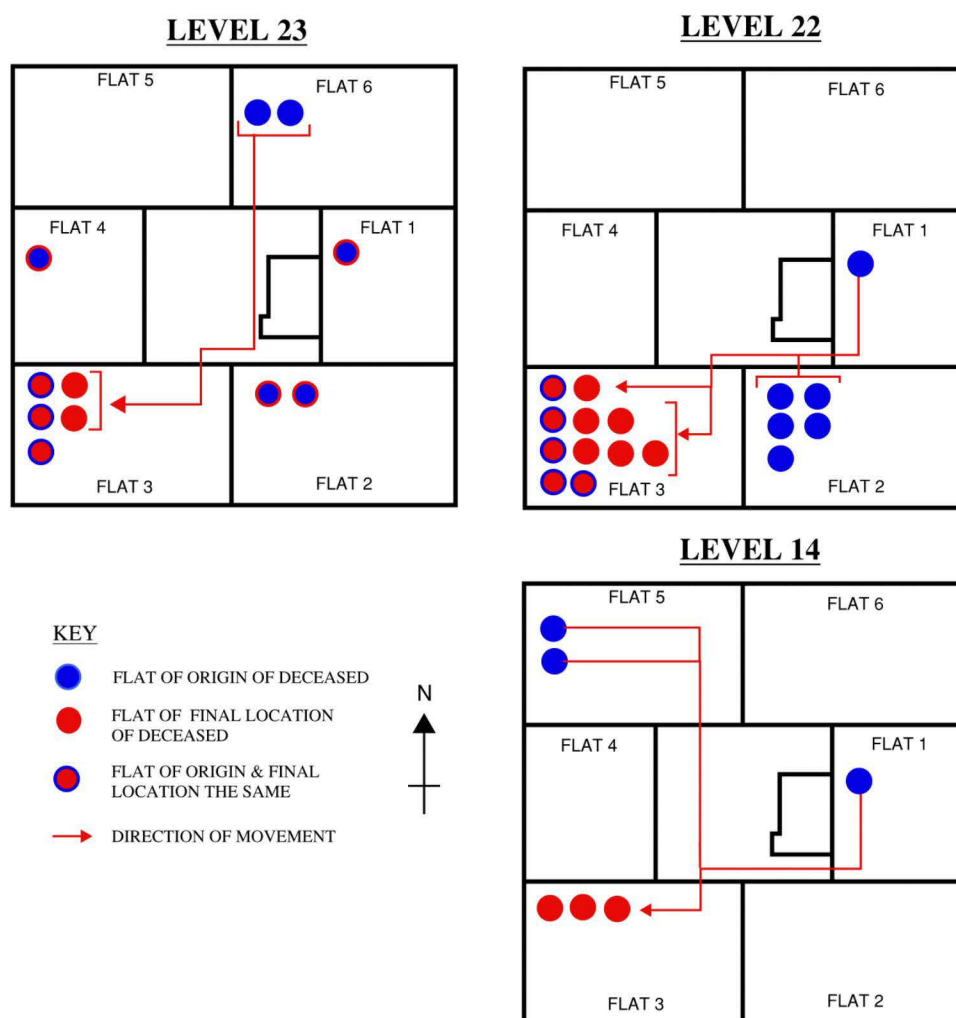 LEVEL 23
FLAT 5
FLAT 6
FLAT 4
FLAT 1
FLAT 3
FLAT 2
LEVEL 22
FLAT 5
FLAT 6
FLAT 4
FLAT 1
FLAT 3
FLAT 2
KEY
FLAT OF ORIGIN OF DECEASED
FLAT OF FINAL LOCATION
OF DECEASED
FLAT OF ORIGIN & FINAL
LOCATION THE SAME
DIRECTION OF MOVEMENT
N
LEVEL 14
FLAT 5
FLAT 6
FLAT 4
FLAT 1
FLAT 3
FLAT 2